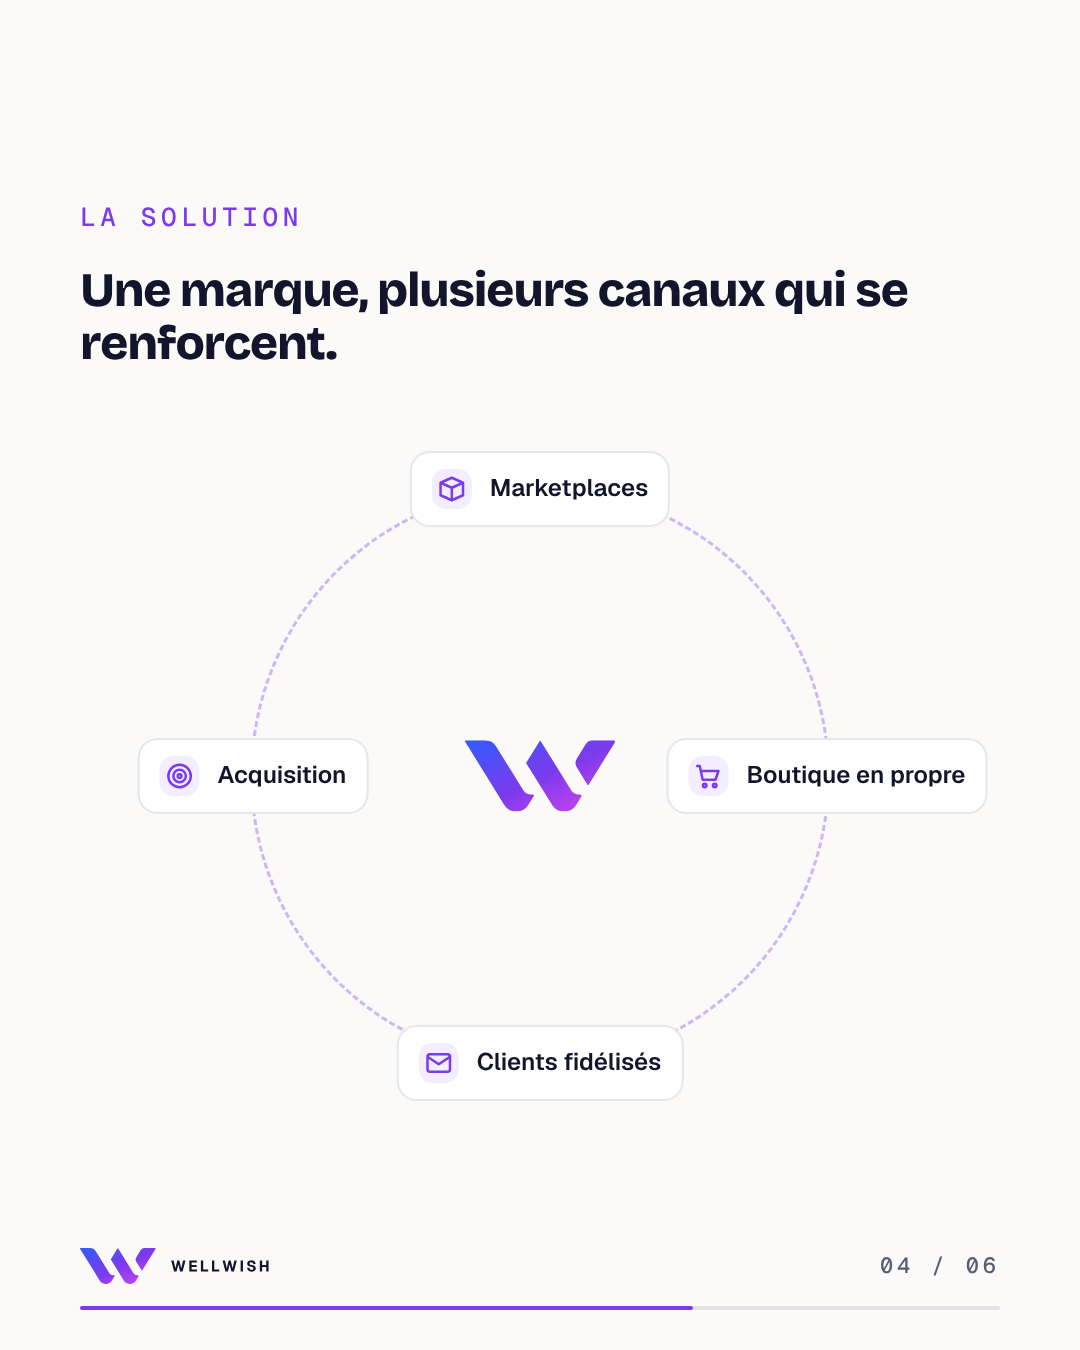 LA SOLUTION
Une marque, plusieurs canaux qui se
renforcent.
Marketplaces
Acquisition
Boutique en propre
Clients fidélisés
WELLWISH
04 / 06